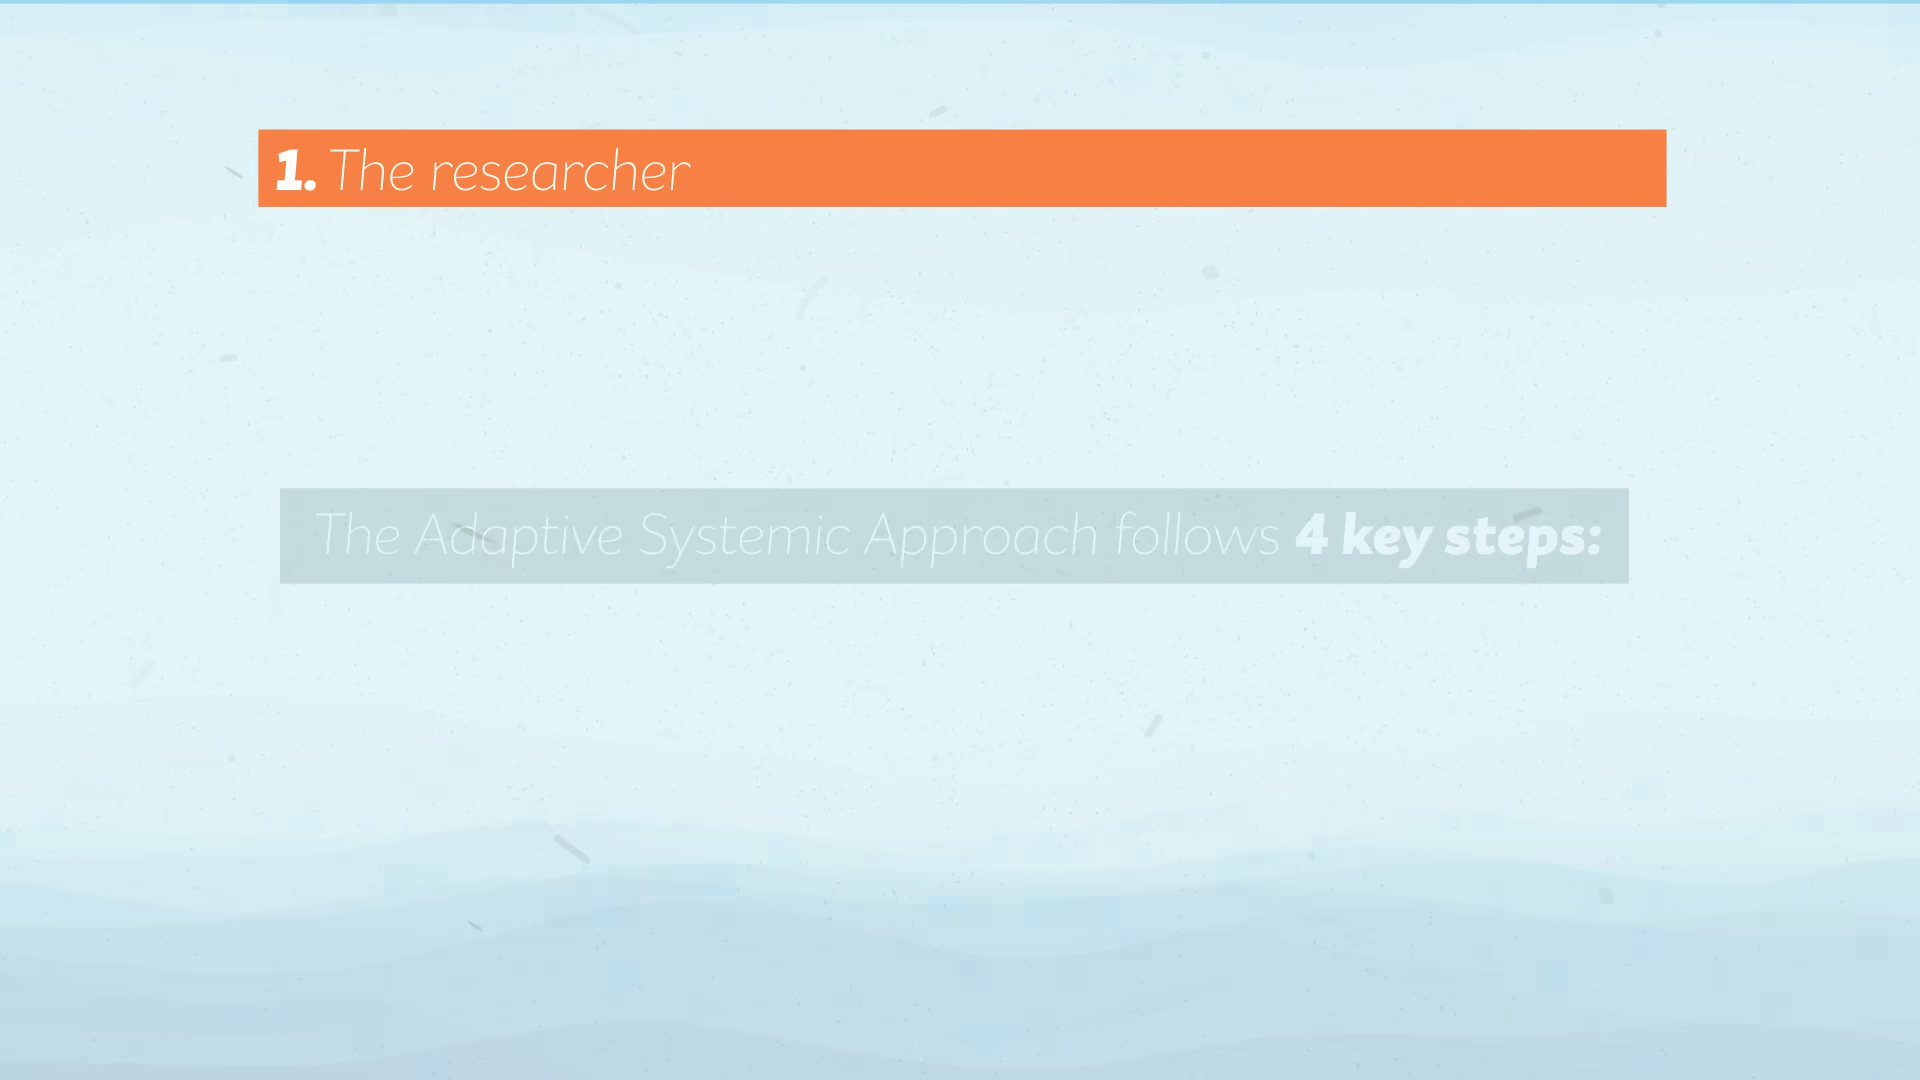 1. The researcher
The Adaptive Systemic Approach follows 4 key steps: